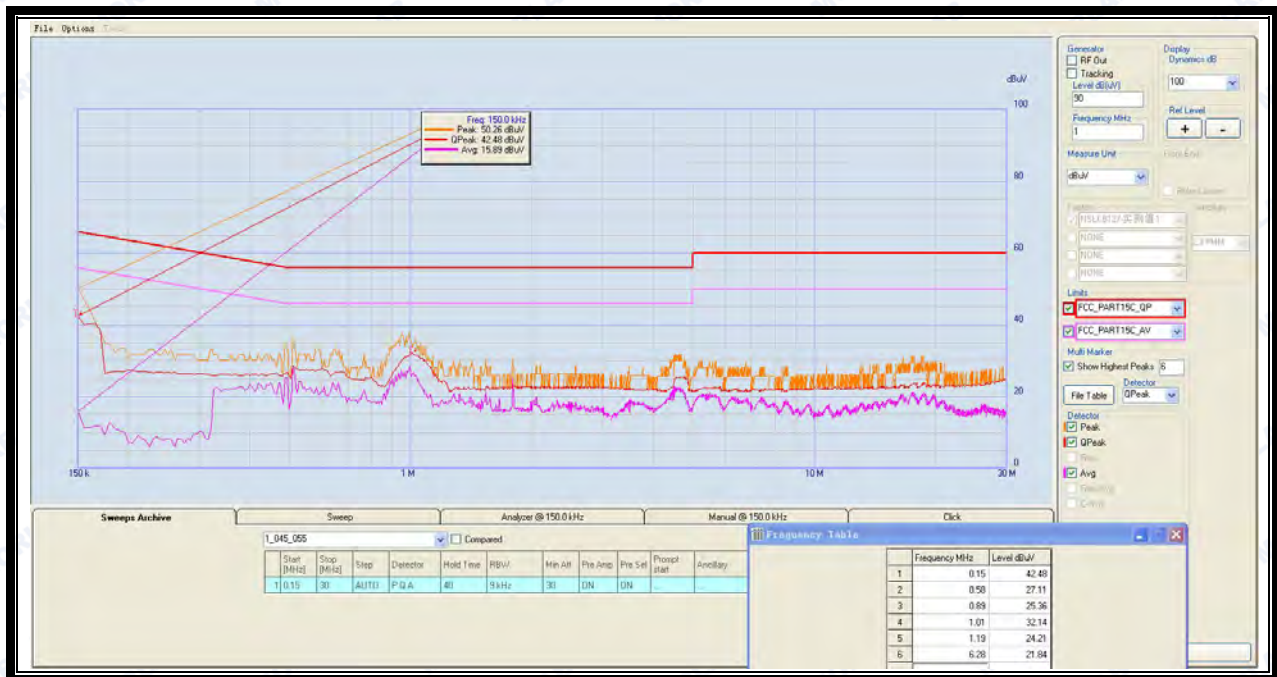 File Options Tools
dBuV
100
80
60
40
20
0
150 k
1 M
10 M
30 M
Freq: 150.0 kHz
Peak: 50.26 dBuV
QPeak: 42.48 dBuV
Avg: 15.89 dBuV
Generator
RF Out
Tracking
Level dB(uV)
90
Frequency MHz
1
Measure Unit
dBuV
Display
Dynamics dB
100
Ref Level
+ -
NONE
NONE
NONE
Limits
FCC_PART15C_QP
FCC_PART15C_AV
Multi Marker
Show Highest Peaks 6
File Table
Detector
QPeak
Detector
Peak
QPeak
Avg
Sweeps Archive Sweep Analyzer @ 150.0 kHz Manual @ 150.0 kHz Click
1_045_055 Compared
Start [MHz] Stop [MHz] Step Detector Hold Time RBW Min Att Pre Amp Pre Sel Prompt start Ancillary
1 0.15 30 AUTO P Q A 40 9 kHz 30 ON ON ... ...
Frequency Table
Frequency MHz Level dBuV
1 0.15 42.48
2 0.58 27.11
3 0.89 25.36
4 1.01 32.14
5 1.19 24.21
6 6.28 21.84